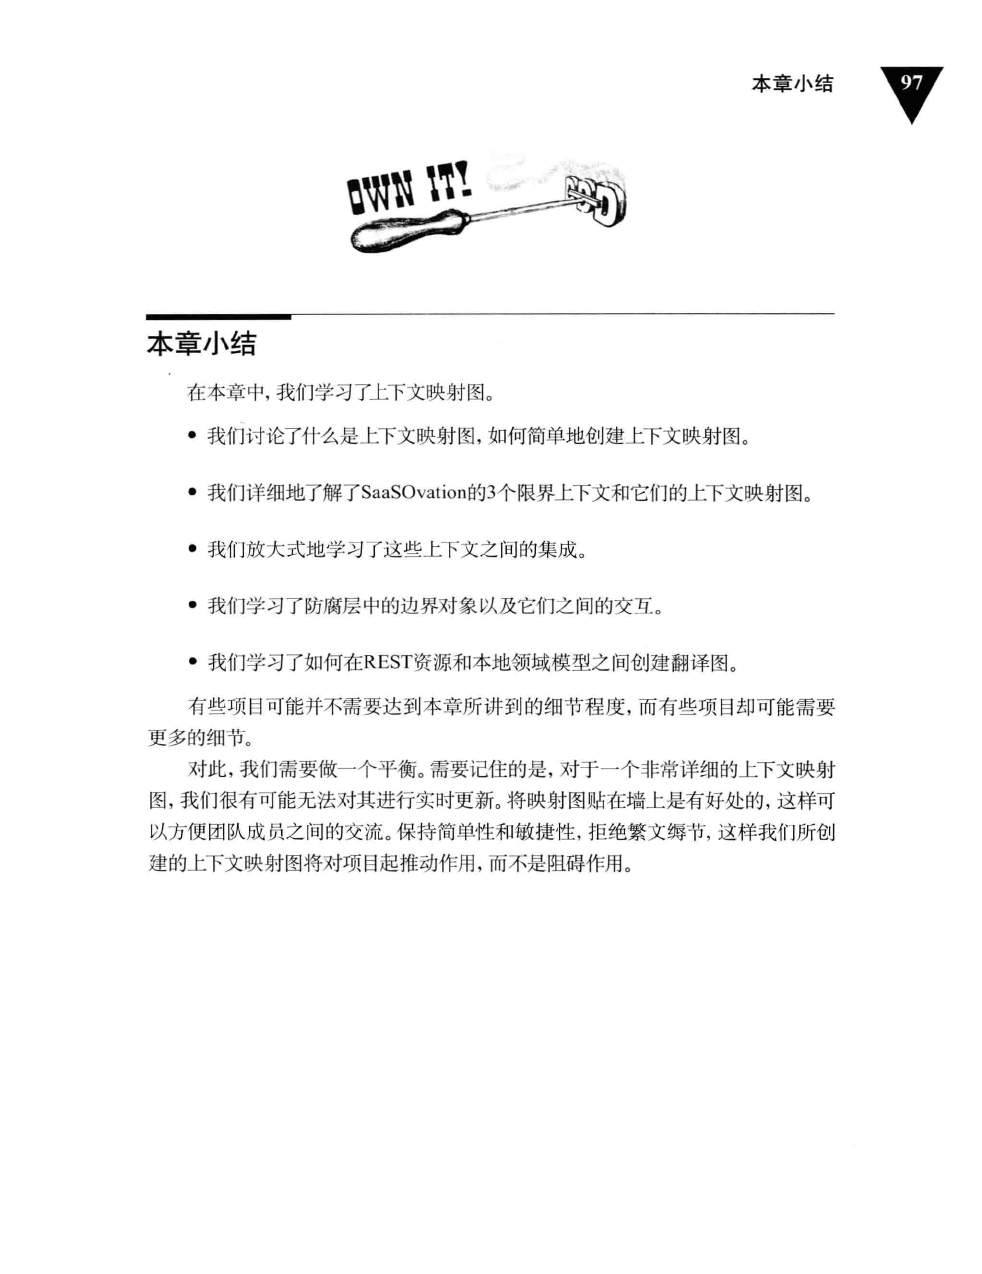 本章小结
97
OWN IT!
本章小结
在本章中, 我们学习了上下文映射图。
• 我们讨论了什么是上下文映射图, 如何简单地创建上下文映射图。
• 我们详细地了解了SaaSOvation的3个限界上下文和它们的上下文映射图。
• 我们放大式地学习了这些上下文之间的集成。
• 我们学习了防腐层中的边界对象以及它们之间的交互。
• 我们学习了如何在REST资源和本地领域模型之间创建翻译图。
有些项目可能并不需要达到本章所讲到的细节程度, 而有些项目却可能需要
更多的细节。
对此, 我们需要做一个平衡。需要记住的是, 对于一个非常详细的上下文映射
图, 我们很有可能无法对其进行实时更新。将映射图贴在墙上是有好处的, 这样可
以方便团队成员之间的交流。保持简单性和敏捷性, 拒绝繁文缛节, 这样我们所创
建的上下文映射图将对项目起推动作用, 而不是阻碍作用。